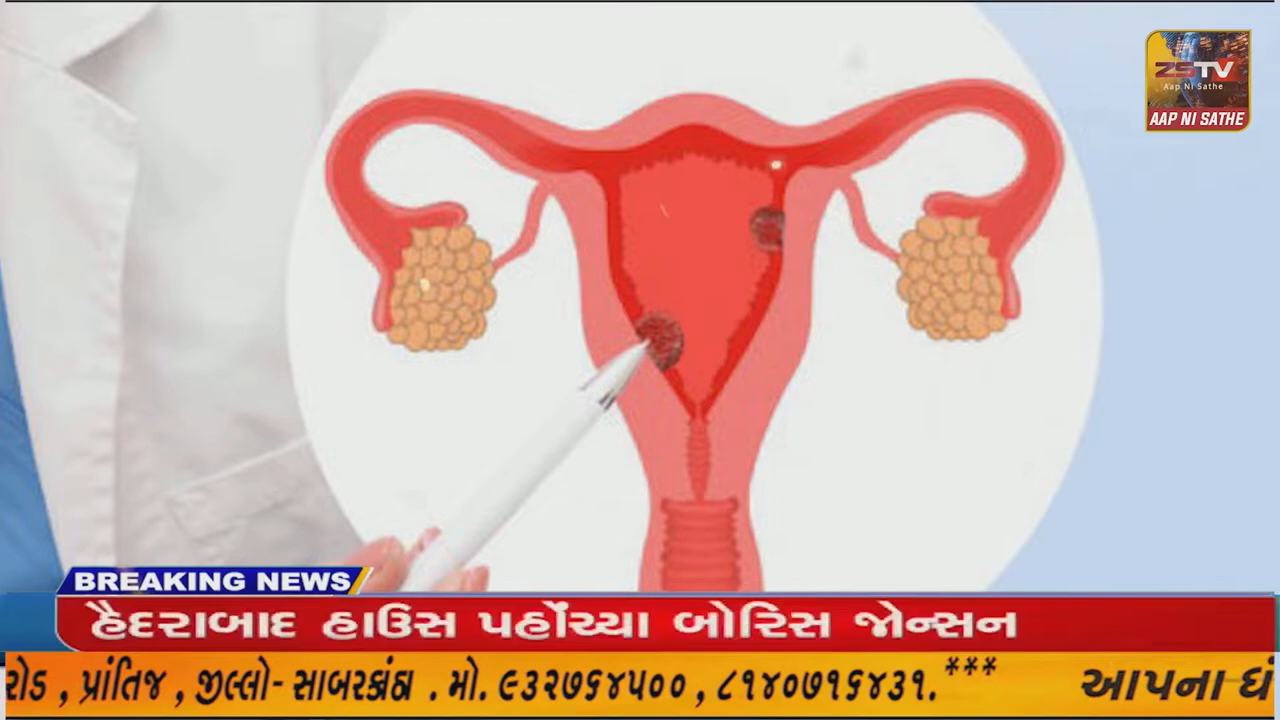 ZSTV
Aap Ni Sathe
AAP NI SATHE
BREAKING NEWS
હૈદરાબાદ હાઉસ પહોંચ્યા બોરિસ જોન્સન
રોડ , પ્રાંતિજ , જીલ્લો- સાબરકાંઠા . મો. ૯૩૨૭૬૪૫૦૦ , ૮૧૪૦૭૧૬૪૩૧.*** આપના